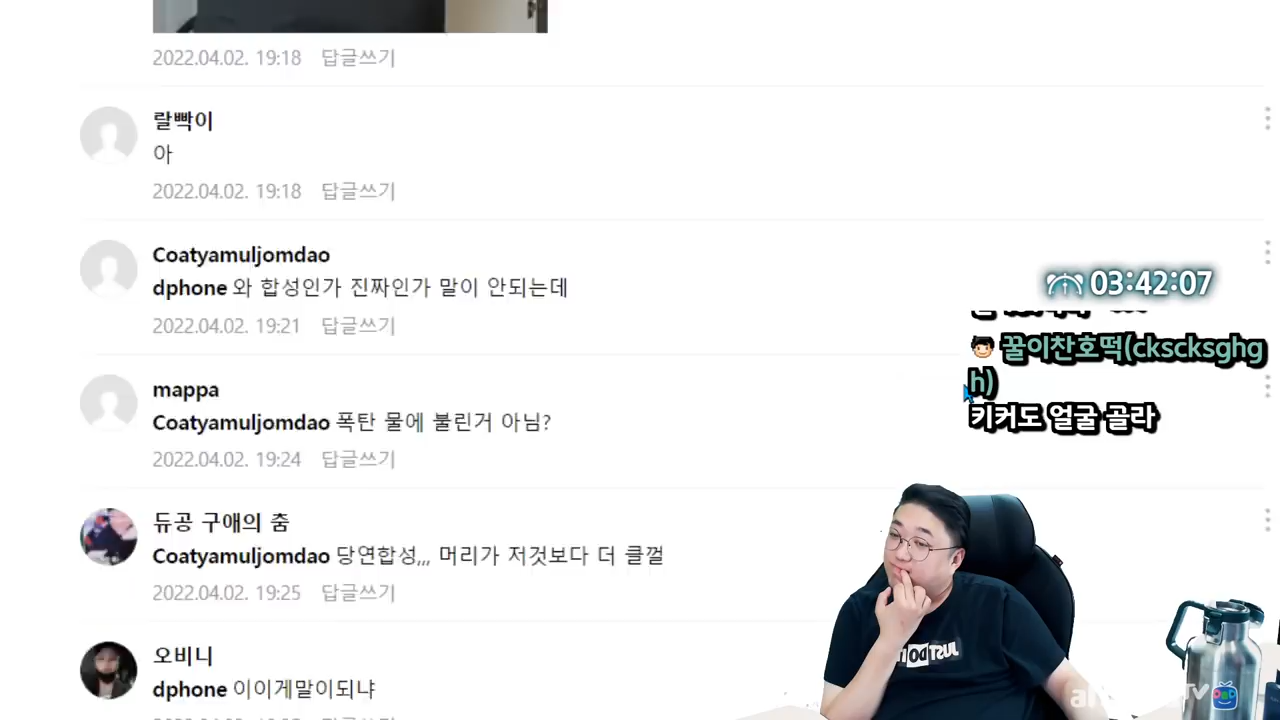 2022.04.02. 19:18 답글쓰기
랄빡이
아
2022.04.02. 19:18 답글쓰기
Coatyamuljomdao
dphone 와 합성인가 진짜인가 말이 안되는데
2022.04.02. 19:21 답글쓰기
mappa
Coatyamuljomdao 폭탄 물에 불린거 아님?
2022.04.02. 19:24 답글쓰기
듀공 구애의 춤
Coatyamuljomdao 당연합성,,, 머리가 저것보다 더 클껄
2022.04.02. 19:25 답글쓰기
오비니
dphone 이이게말이되냐
03:42:07
꿀이찬호떡(ckscksghg
h)
키커도 얼굴 골라
JUST DO IT
TV